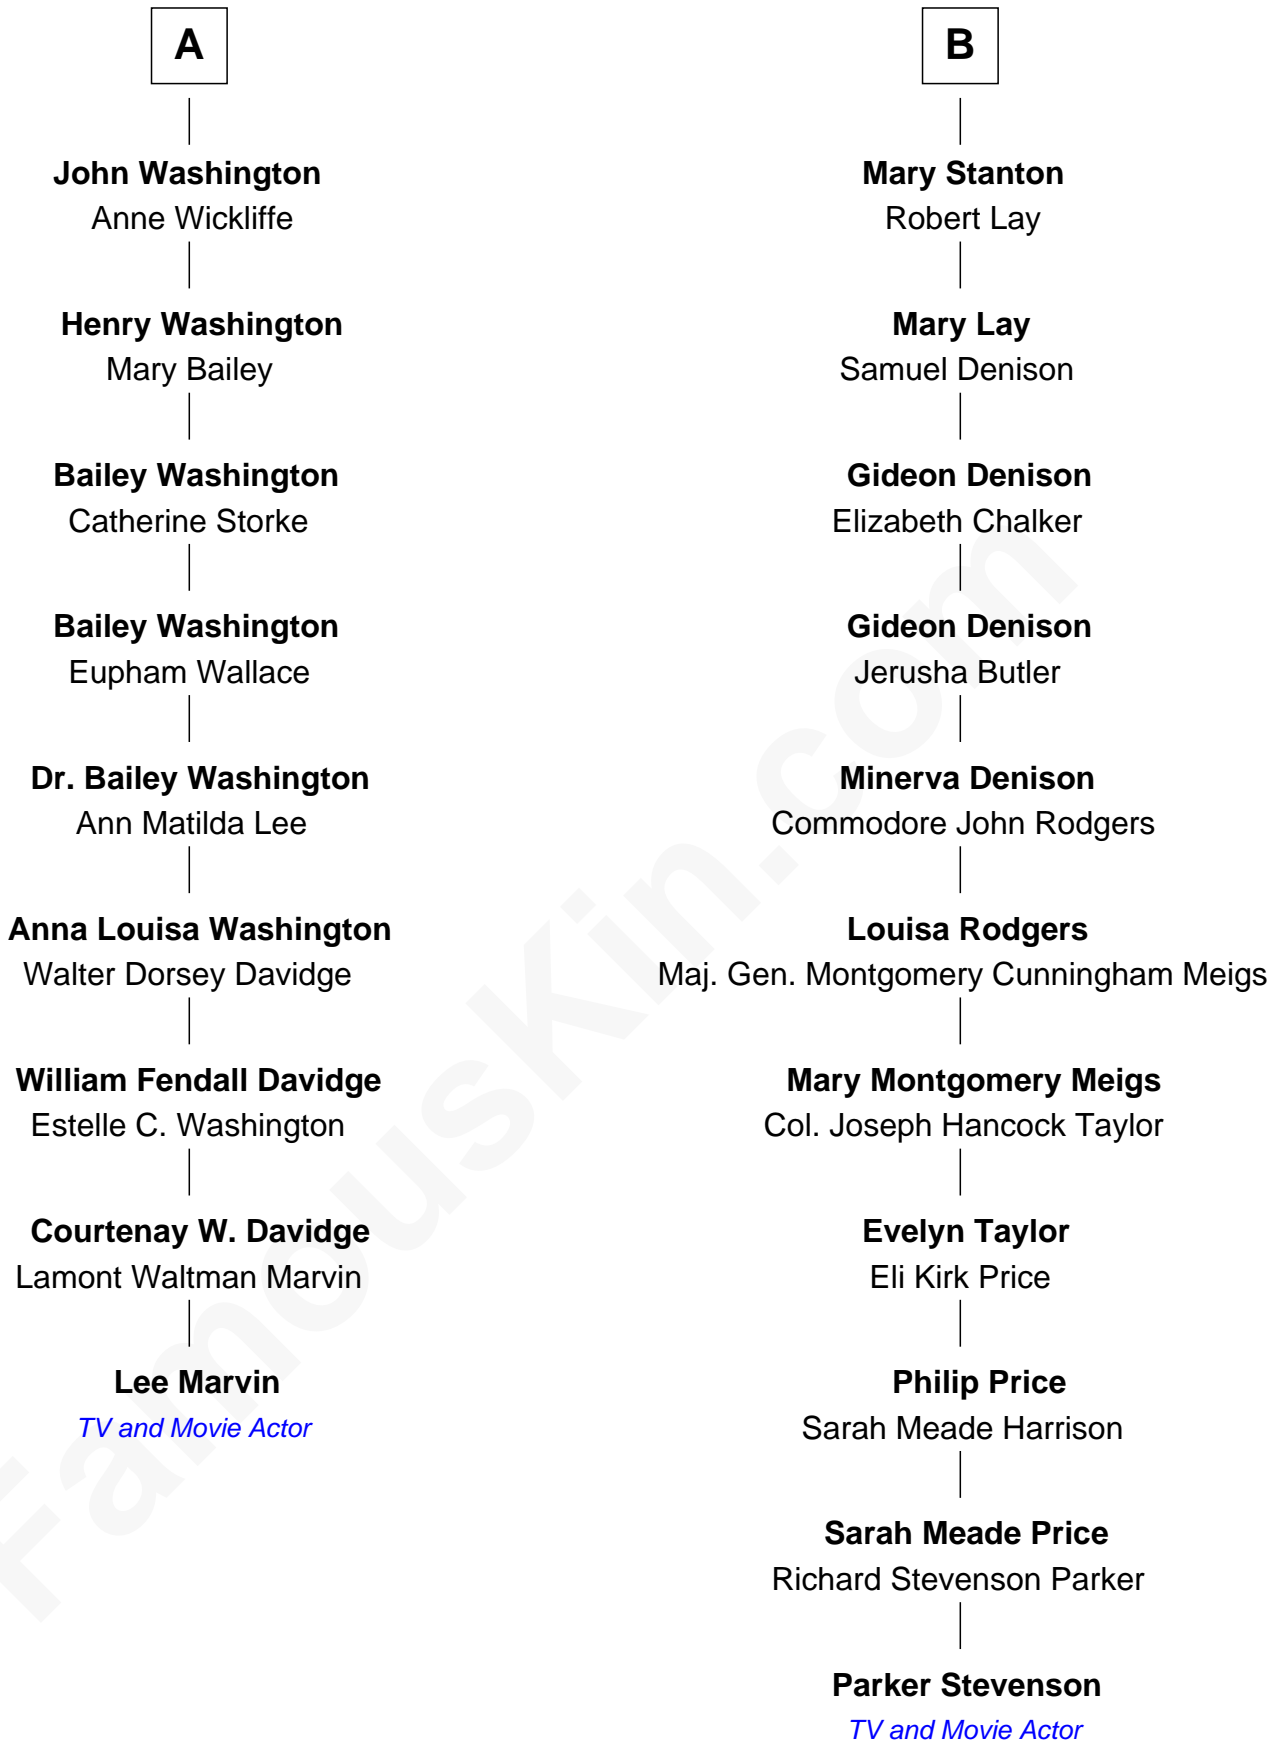 A
John Washington
Anne Wickliffe
Henry Washington
Mary Bailey
Bailey Washington
Catherine Storke
Bailey Washington
Eupham Wallace
Dr. Bailey Washington
Ann Matilda Lee
Anna Louisa Washington
Walter Dorsey Davidge
William Fendall Davidge
Estelle C. Washington
Courtenay W. Davidge
Lamont Waltman Marvin
Lee Marvin
TV and Movie Actor
B
Mary Stanton
Robert Lay
Mary Lay
Samuel Denison
Gideon Denison
Elizabeth Chalker
Gideon Denison
Jerusha Butler
Minerva Denison
Commodore John Rodgers
Louisa Rodgers
Maj. Gen. Montgomery Cunningham Meigs
Mary Montgomery Meigs
Col. Joseph Hancock Taylor
Evelyn Taylor
Eli Kirk Price
Philip Price
Sarah Meade Harrison
Sarah Meade Price
Richard Stevenson Parker
Parker Stevenson
TV and Movie Actor
FamousKin.com